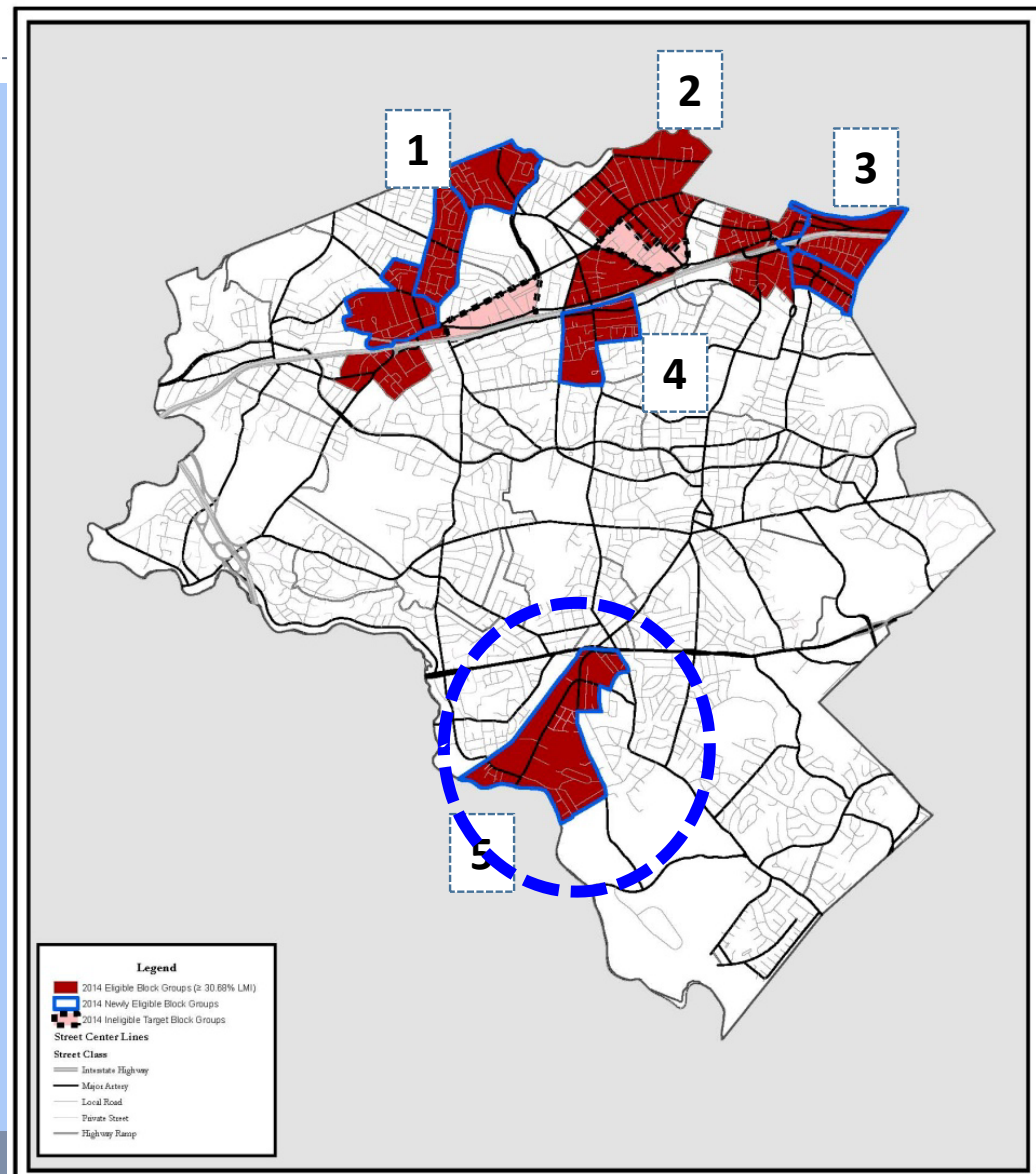 2
1
3
4
5
Legend
2014 Eligible Block Groups (≥ 30.68% LMI)
2014 Newly Eligible Block Groups
2014 Ineligible Target Block Groups
Street Center Lines
Street Class
Interstate Highway
Major Artery
Local Road
Private Street
Highway Ramp